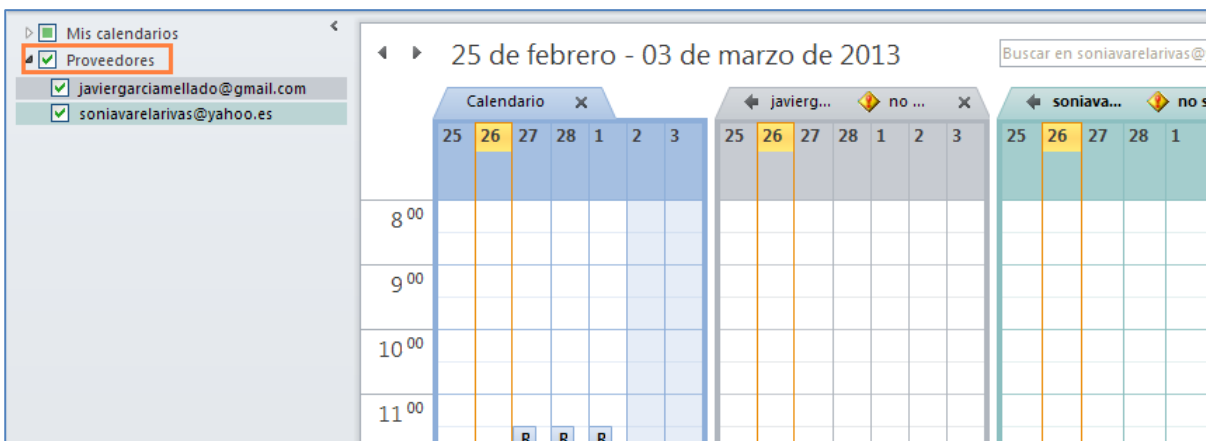 Mis calendarios
Proveedores
javiergarciamellado@gmail.com
soniavarelarivas@yahoo.es
25 de febrero - 03 de marzo de 2013
Buscar en soniavarelarivas@
Calendario
javierg... no ...
soniava... no s
25 26 27 28 1 2 3
25 26 27 28 1 2 3
25 26 27 28 1
8 00
9 00
10 00
11 00
R R R